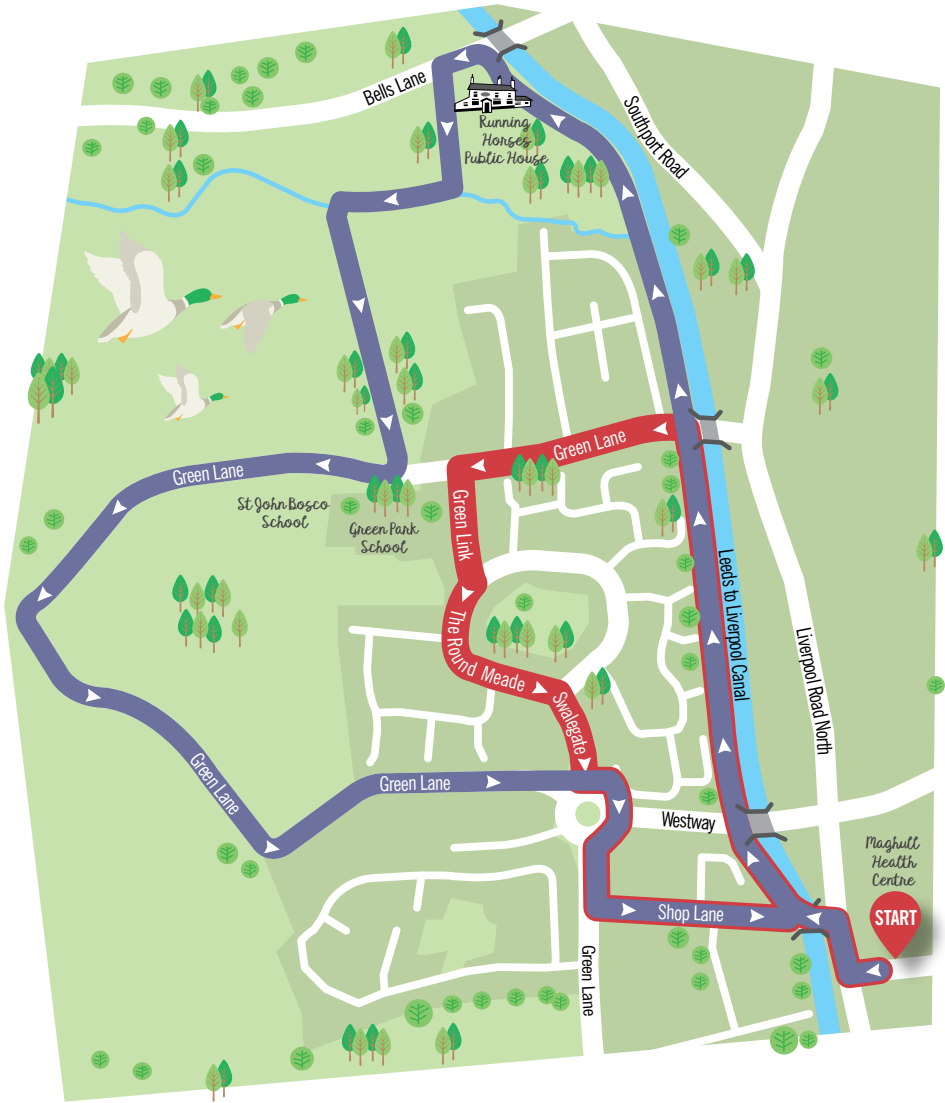 Bells Lane
Running
Horses
Public House
Southport Road
Green Lane
Green Lane
St John Bosco
School
Green Park
School
Green Link
Leeds to Liverpool Canal
The Round Meade
Liverpool Road North
Swalegate
Green Lane
Green Lane
Westway
Maghull
Health
Centre
START
Shop Lane
Green Lane